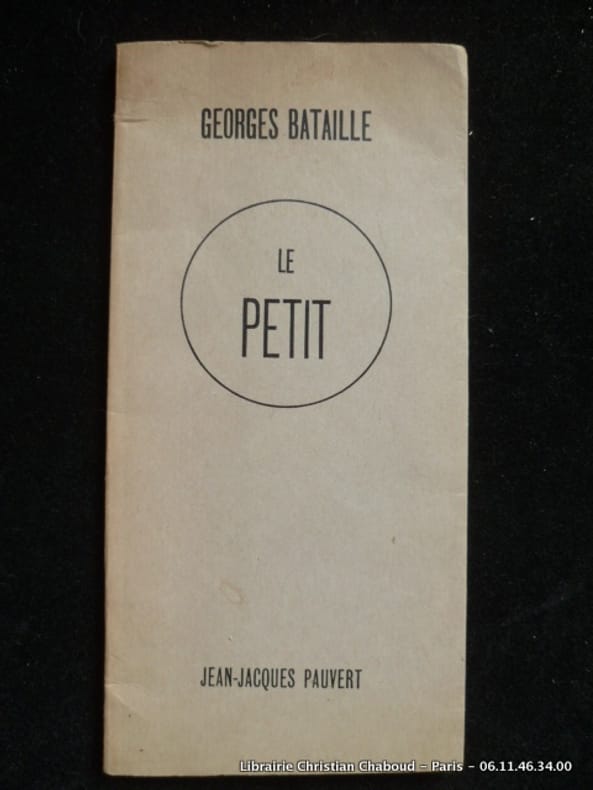 GEORGES BATAILLE
LE
PETIT
JEAN-JACQUES PAUVERT
Librairie Christian Chaboud - Paris - 06.11.46.34.00